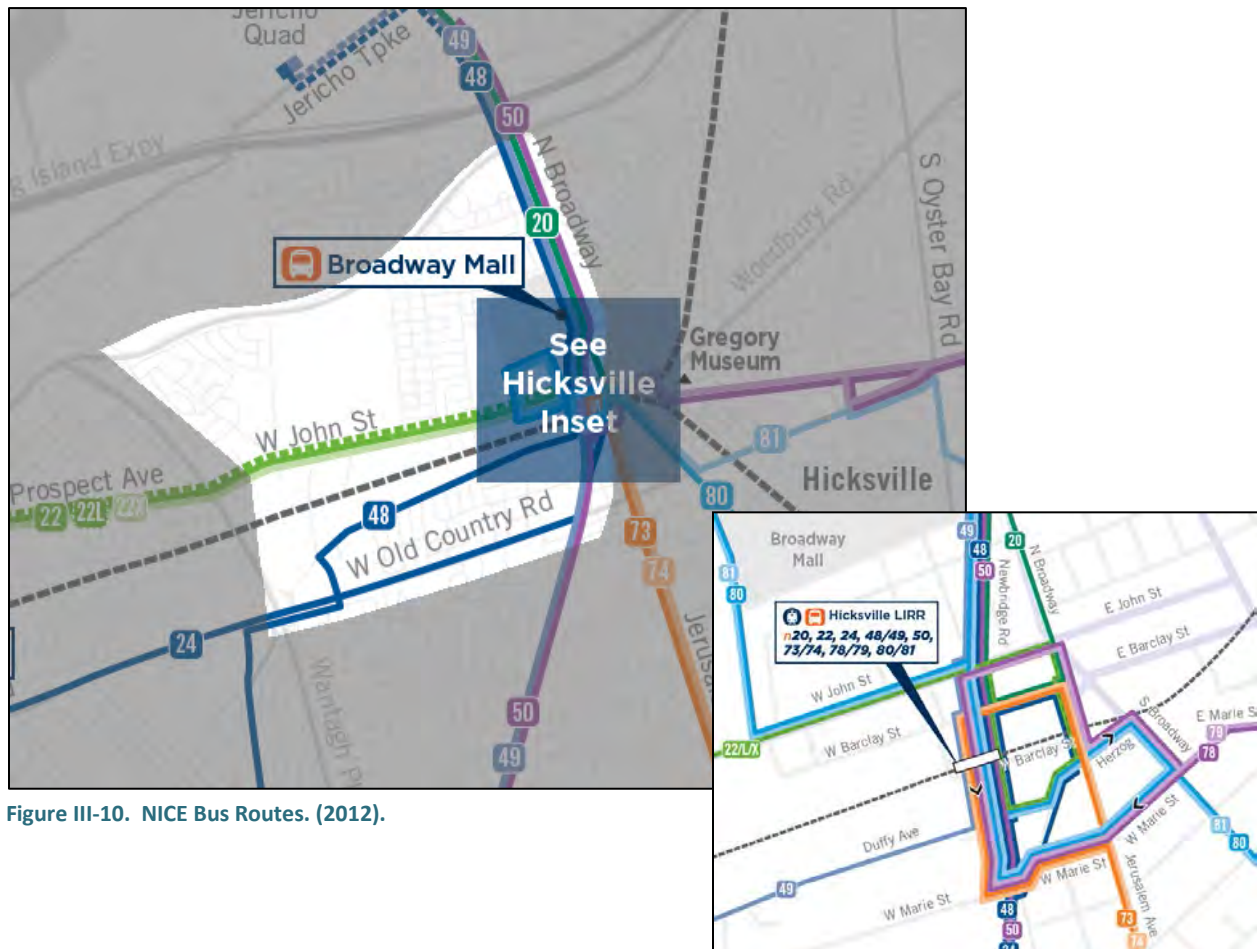 Jericho
Quad
Jericho Tpke
49
48
50
Island Expy
N Broadway
20
Woodbury Rd
S Oyster Bay Rd
Broadway Mall
See
Hicksville
Inset
Gregory
Museum
W John St
Prospect Ave
22
22L
22X
81
80
Hicksville
48
W Old Country Rd
73
74
24
Wantagh
50
49
Figure III-10. NICE Bus Routes. (2012).
Broadway
Mall
49
48
50
20
Newbridge Rd
N Broadway
81
80
E John St
E Barclay St
Hicksville LIRR
n20, 22, 24, 48/49, 50,
73/74, 78/79, 80/81
W John St
W Barclay St
22/L/X
W Barclay St
Herzog
S Broadway
E Marie S
79
78
Duffy Ave
W Marie St
81
80
49
W Marie St
W Marie St
Jerusalem Ave
48
50
24
73
74